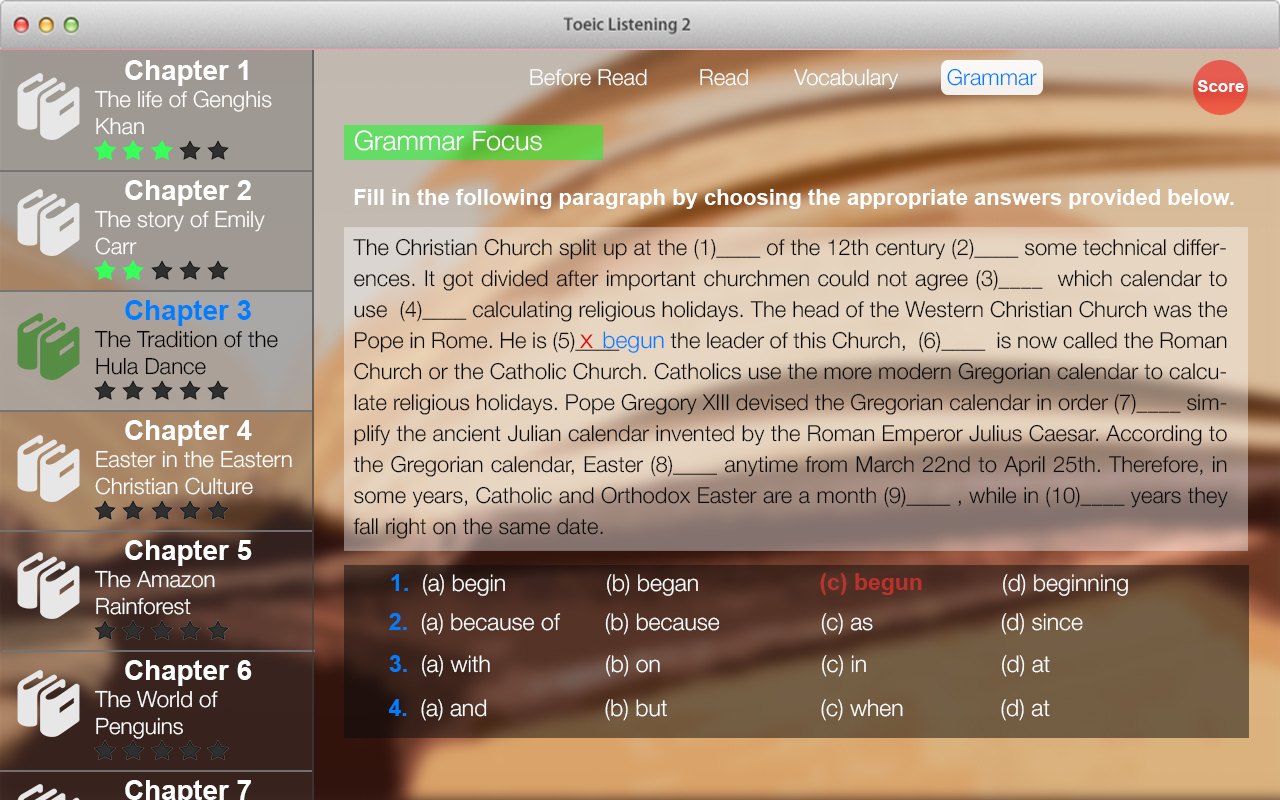 Toeic Listening 2
Chapter 1
The life of Genghis
Khan
Chapter 2
The story of Emily
Carr
Chapter 3
The Tradition of the
Hula Dance
Chapter 4
Easter in the Eastern
Christian Culture
Chapter 5
The Amazon
Rainforest
Chapter 6
The World of
Penguins
Chapter 7
Before Read Read Vocabulary Grammar
Score
Grammar Focus
Fill in the following paragraph by choosing the appropriate answers provided below.
The Christian Church split up at the (1)____ of the 12th century (2)____ some technical differ-
ences. It got divided after important churchmen could not agree (3)____ which calendar to
use (4)____ calculating religious holidays. The head of the Western Christian Church was the
Pope in Rome. He is (5)____x begun the leader of this Church, (6)____ is now called the Roman
Church or the Catholic Church. Catholics use the more modern Gregorian calendar to calcu-
late religious holidays. Pope Gregory XIII devised the Gregorian calendar in order (7)____ sim-
plify the ancient Julian calendar invented by the Roman Emperor Julius Caesar. According to
the Gregorian calendar, Easter (8)____ anytime from March 22nd to April 25th. Therefore, in
some years, Catholic and Orthodox Easter are a month (9)____ , while in (10)____ years they
fall right on the same date.
1. (a) begin (b) began (c) begun (d) beginning
2. (a) because of (b) because (c) as (d) since
3. (a) with (b) on (c) in (d) at
4. (a) and (b) but (c) when (d) at